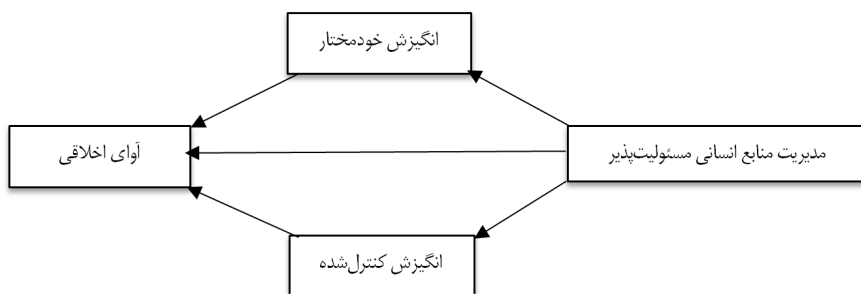 انگیزش خودمختار
مدیریت منابع انسانی مسئولیت‌پذیر
آوای اخلاقی
انگیزش کنترل‌شده